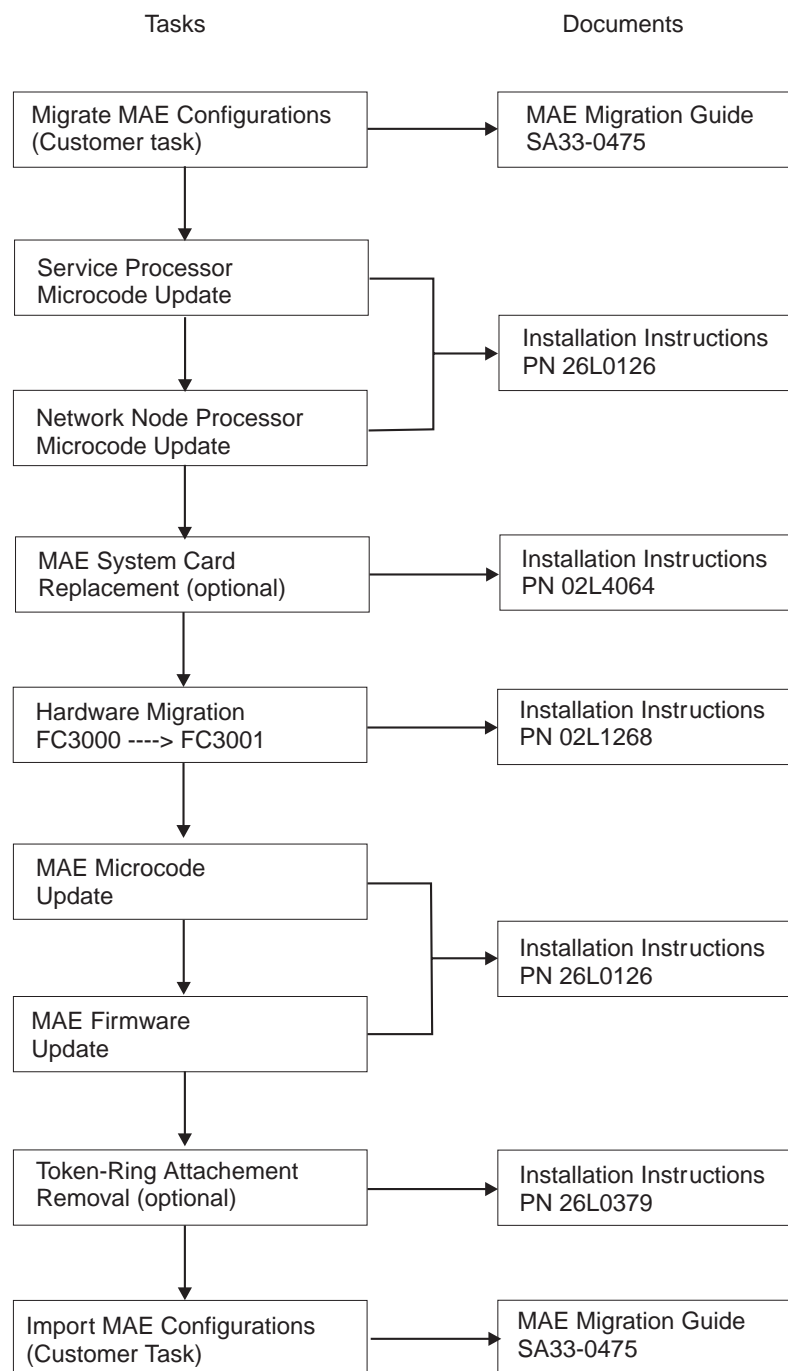 Tasks
Documents
Migrate MAE Configurations
(Customer task)
MAE Migration Guide
SA33-0475
Service Processor
Microcode Update
Installation Instructions
PN 26L0126
Network Node Processor
Microcode Update
MAE System Card
Replacement (optional)
Installation Instructions
PN 02L4064
Hardware Migration
FC3000 ----> FC3001
Installation Instructions
PN 02L1268
MAE Microcode
Update
Installation Instructions
PN 26L0126
MAE Firmware
Update
Token-Ring Attachement
Removal (optional)
Installation Instructions
PN 26L0379
Import MAE Configurations
(Customer Task)
MAE Migration Guide
SA33-0475